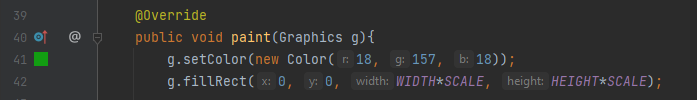 39 @Override
40 @ public void paint(Graphics g){
41 g.setColor(new Color( r: 18, g: 157, b: 18));
42 g.fillRect( x: 0, y: 0, width: WIDTH*SCALE, height: HEIGHT*SCALE);